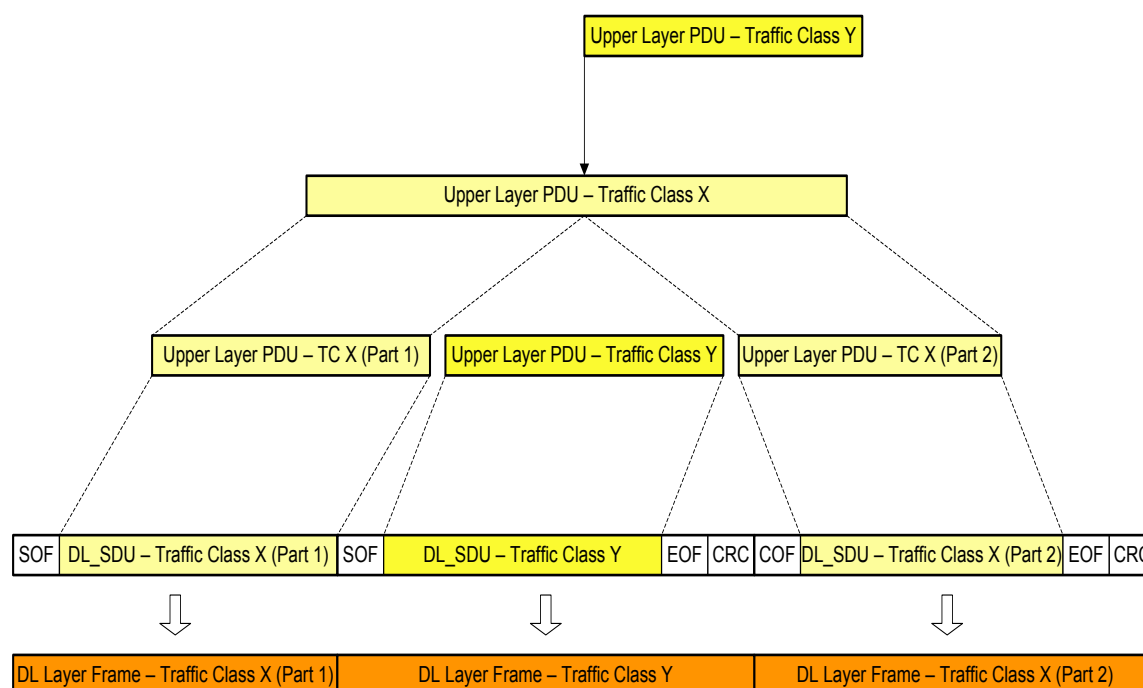 Upper Layer PDU – Traffic Class Y
Upper Layer PDU – Traffic Class X
Upper Layer PDU – TC X (Part 1)
Upper Layer PDU – Traffic Class Y
Upper Layer PDU – TC X (Part 2)
SOF DL_SDU – Traffic Class X (Part 1) SOF DL_SDU – Traffic Class Y EOF CRC COF DL_SDU – Traffic Class X (Part 2) EOF CRC
DL Layer Frame – Traffic Class X (Part 1) DL Layer Frame – Traffic Class Y DL Layer Frame – Traffic Class X (Part 2)